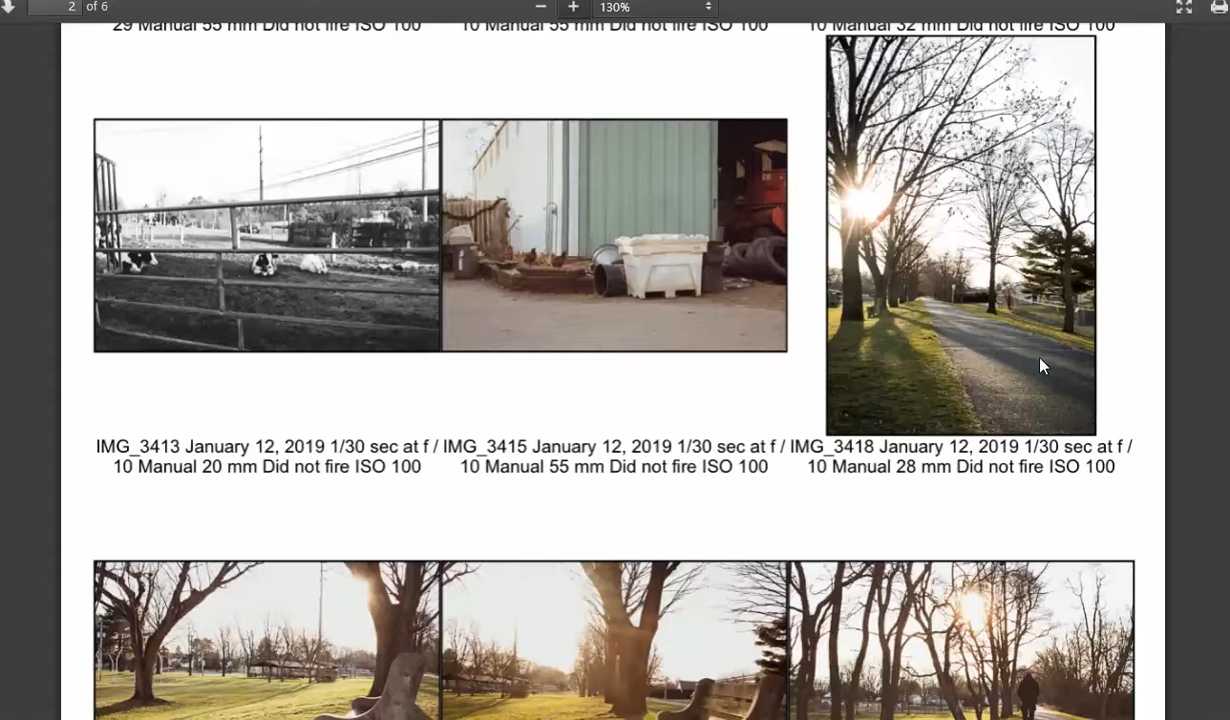 2 of 6
130%
29 Manual 55 mm Did not fire ISO 100
10 Manual 55 mm Did not fire ISO 100
10 Manual 32 mm Did not fire ISO 100
IMG_3413 January 12, 2019 1/30 sec at f /
10 Manual 20 mm Did not fire ISO 100
IMG_3415 January 12, 2019 1/30 sec at f /
10 Manual 55 mm Did not fire ISO 100
IMG_3418 January 12, 2019 1/30 sec at f /
10 Manual 28 mm Did not fire ISO 100